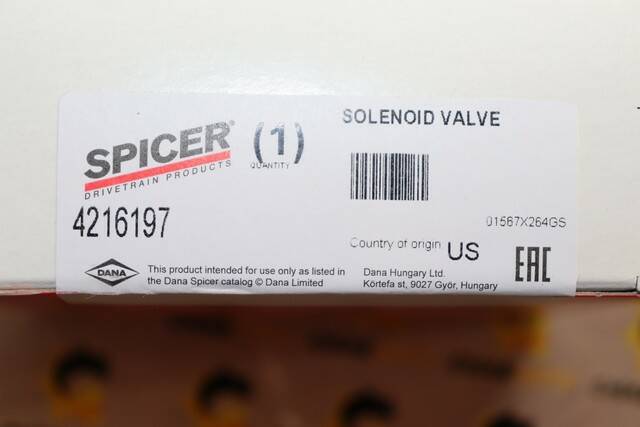 SPICER®
DRIVETRAIN PRODUCTS
(1)
QUANTITY
SOLENOID VALVE
4216197
01567X264GS
Country of origin US
EAC
DANA
This product intended for use only as listed in
the Dana Spicer catalog © Dana Limited
Dana Hungary Ltd.
Körtefa st, 9027 Győr, Hungary